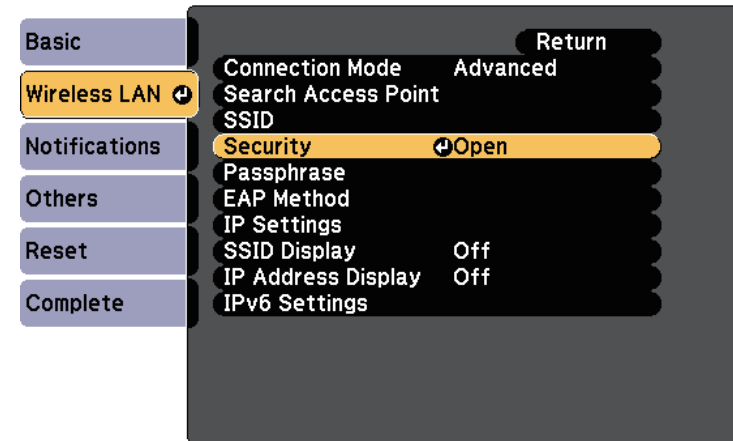 Basic
Wireless LAN
Notifications
Others
Reset
Complete
Return
Connection Mode Advanced
Search Access Point
SSID
Security Open
Passphrase
EAP Method
IP Settings
SSID Display Off
IP Address Display Off
IPv6 Settings